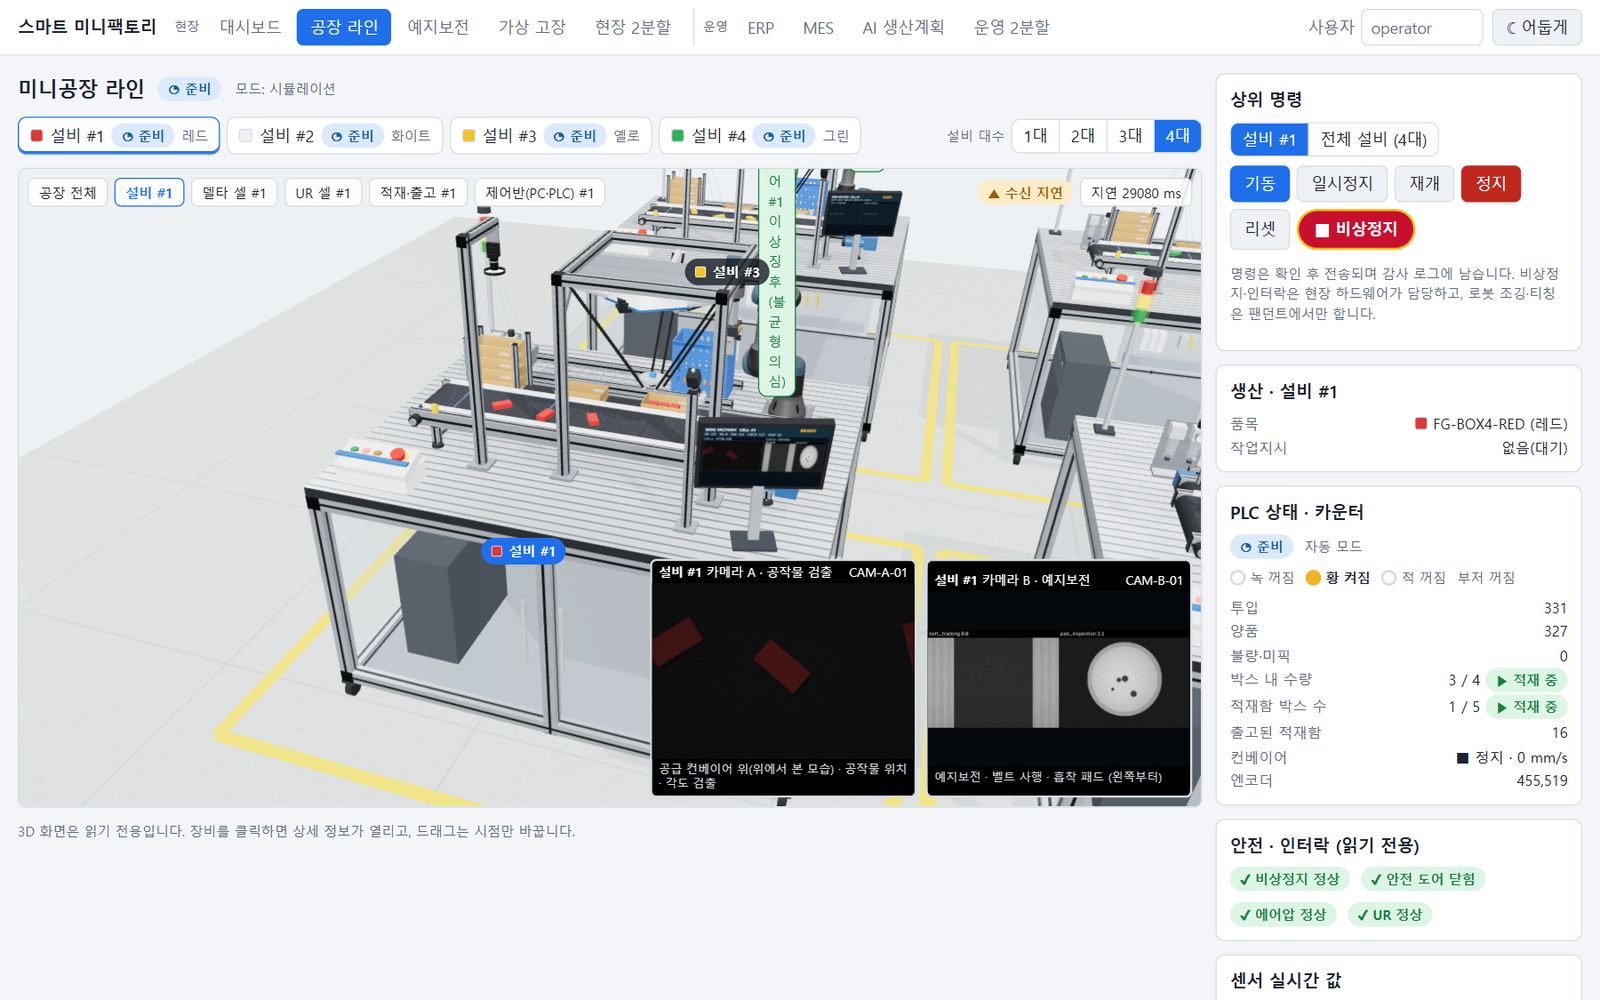 스마트 미니팩토리 현장 대시보드 공장 라인 예지보전 가상 고장 현장 2분할 운영 ERP MES AI 생산계획 운영 2분할 사용자 operator ☾ 어둡게
미니공장 라인 준비 모드: 시뮬레이션
설비 #1 준비 레드 설비 #2 준비 화이트 설비 #3 준비 옐로 설비 #4 준비 그린 설비 대수 1대 2대 3대 4대
공장 전체 설비 #1 델타 셀 #1 UR 셀 #1 적재·출고 #1 제어반(PC·PLC) #1 ▲ 수신 지연 지연 29080 ms
어
#1
이
상
징
후
(불
균
형
의
심)
설비 #3
설비 #1
설비 #1 카메라 A · 공작물 검출 CAM-A-01
공급 컨베이어 위(위에서 본 모습) · 공작물 위치
· 각도 검출
설비 #1 카메라 B · 예지보전 CAM-B-01
belt_tracking 0.0 pad_inspection 2.1
예지보전 · 벨트 사행 · 흡착 패드 (왼쪽부터)
3D 화면은 읽기 전용입니다. 장비를 클릭하면 상세 정보가 열리고, 드래그는 시점만 바꿉니다.
상위 명령
설비 #1 전체 설비 (4대)
기동 일시정지 재개 정지
리셋 ■ 비상정지
명령은 확인 후 전송되며 감사 로그에 남습니다. 비상정
지·인터락은 현장 하드웨어가 담당하고, 로봇 조깅·티칭
은 팬던트에서만 합니다.
생산 · 설비 #1
품목 FG-BOX4-RED (레드)
작업지시 없음(대기)
PLC 상태 · 카운터
준비 자동 모드
녹 꺼짐 황 켜짐 적 꺼짐 부저 꺼짐
투입 331
양품 327
불량·미픽 0
박스 내 수량 3 / 4 ▶ 적재 중
적재함 박스 수 1 / 5 ▶ 적재 중
출고된 적재함 16
컨베이어 ■ 정지 · 0 mm/s
엔코더 455,519
안전 · 인터락 (읽기 전용)
✓ 비상정지 정상 ✓ 안전 도어 닫힘
✓ 에어압 정상 ✓ UR 정상
센서 실시간 값